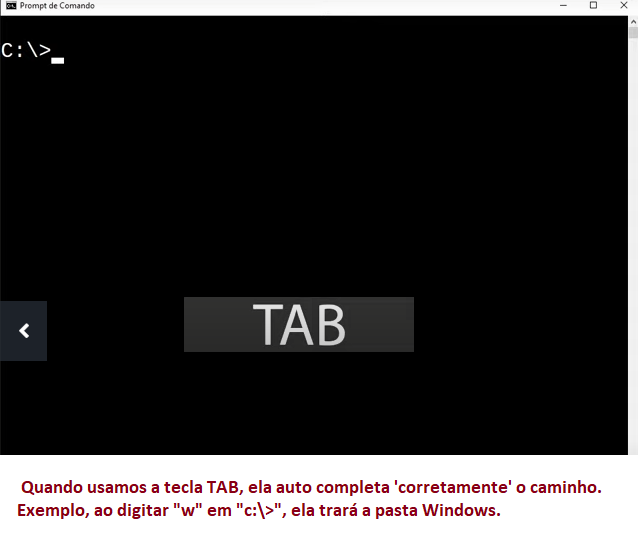 Prompt de Comando
C:\>
TAB
Quando usamos a tecla TAB, ela auto completa 'corretamente' o caminho.
Exemplo, ao digitar "w" em "c:\>", ela trará a pasta Windows.